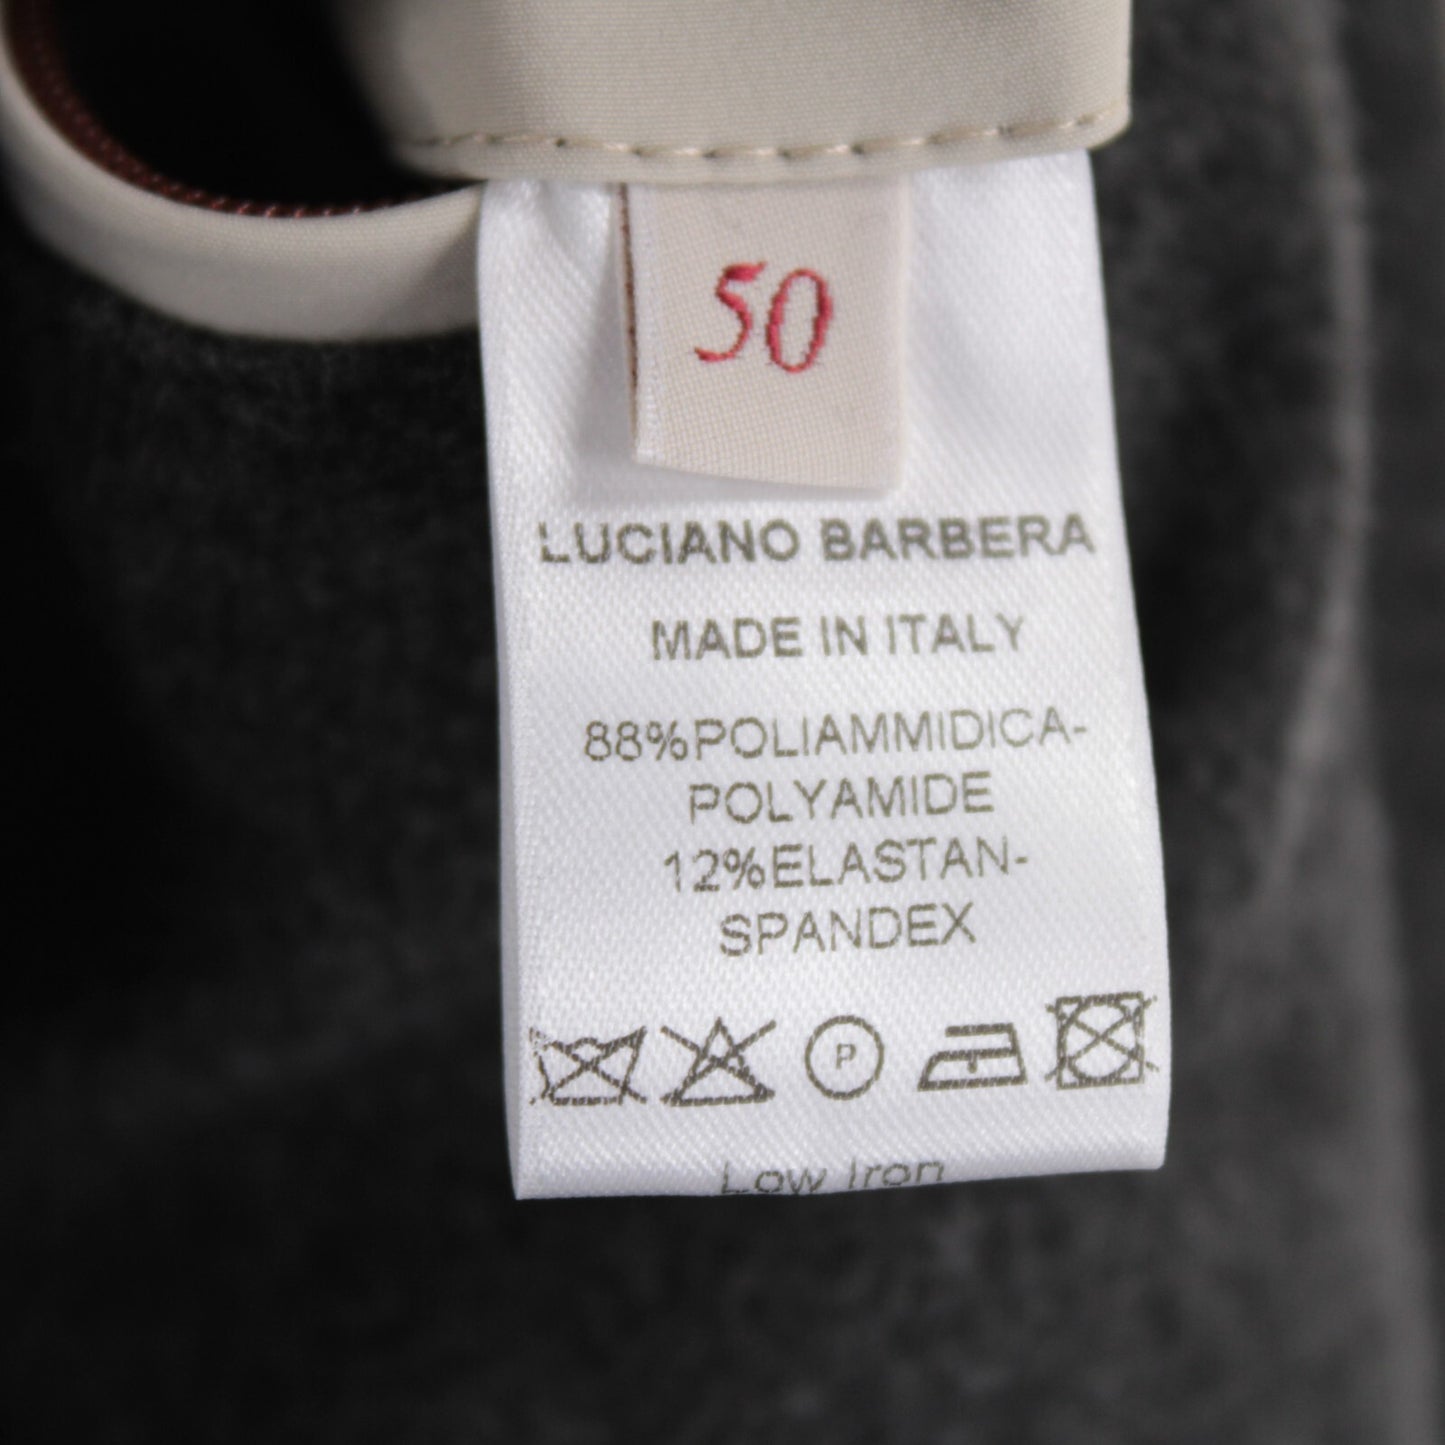 50
LUCIANO BARBERA
MADE IN ITALY
88%POLIAMMIDICA-
POLYAMIDE
12%ELASTAN-
SPANDEX
P
Low Iron